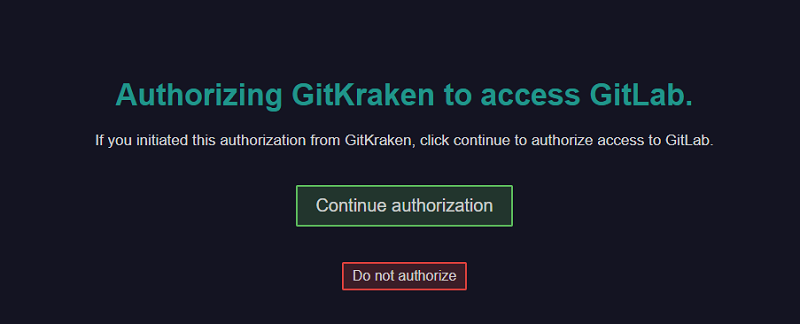 Authorizing GitKraken to access GitLab.
If you initiated this authorization from GitKraken, click continue to authorize access to GitLab.
Continue authorization
Do not authorize